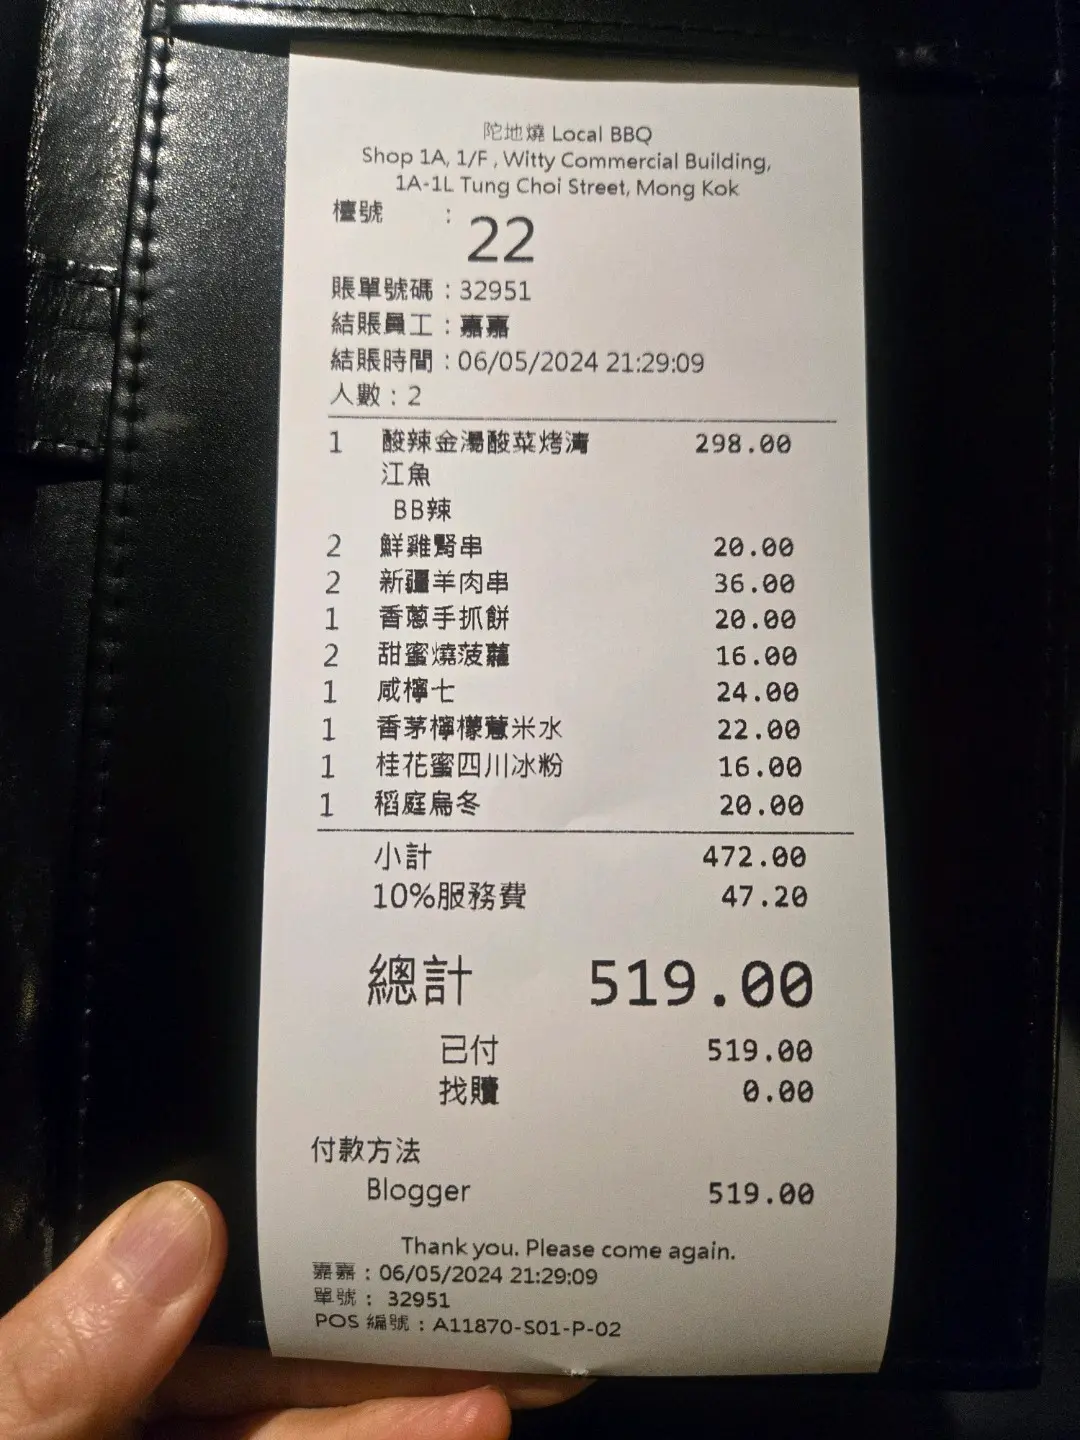 陀地燒 Local BBQ
Shop 1A, 1/F , Witty Commercial Building,
1A-1L Tung Choi Street, Mong Kok
檯號 : 22
賬單號碼 : 32951
結賬員工 : 嘉嘉
結賬時間 : 06/05/2024 21:29:09
人數 : 2
1 酸辣金湯酸菜烤清 298.00
江魚
BB辣
2 鮮雞腎串 20.00
2 新疆羊肉串 36.00
1 香蔥手抓餅 20.00
2 甜蜜燒菠蘿 16.00
1 咸檸七 24.00
1 香茅檸檬薏米水 22.00
1 桂花蜜四川冰粉 16.00
1 稻庭烏冬 20.00
小計 472.00
10%服務費 47.20
總計 519.00
已付 519.00
找贖 0.00
付款方法
Blogger 519.00
Thank you. Please come again.
嘉嘉 : 06/05/2024 21:29:09
單號 : 32951
POS 編號 : A11870-S01-P-02